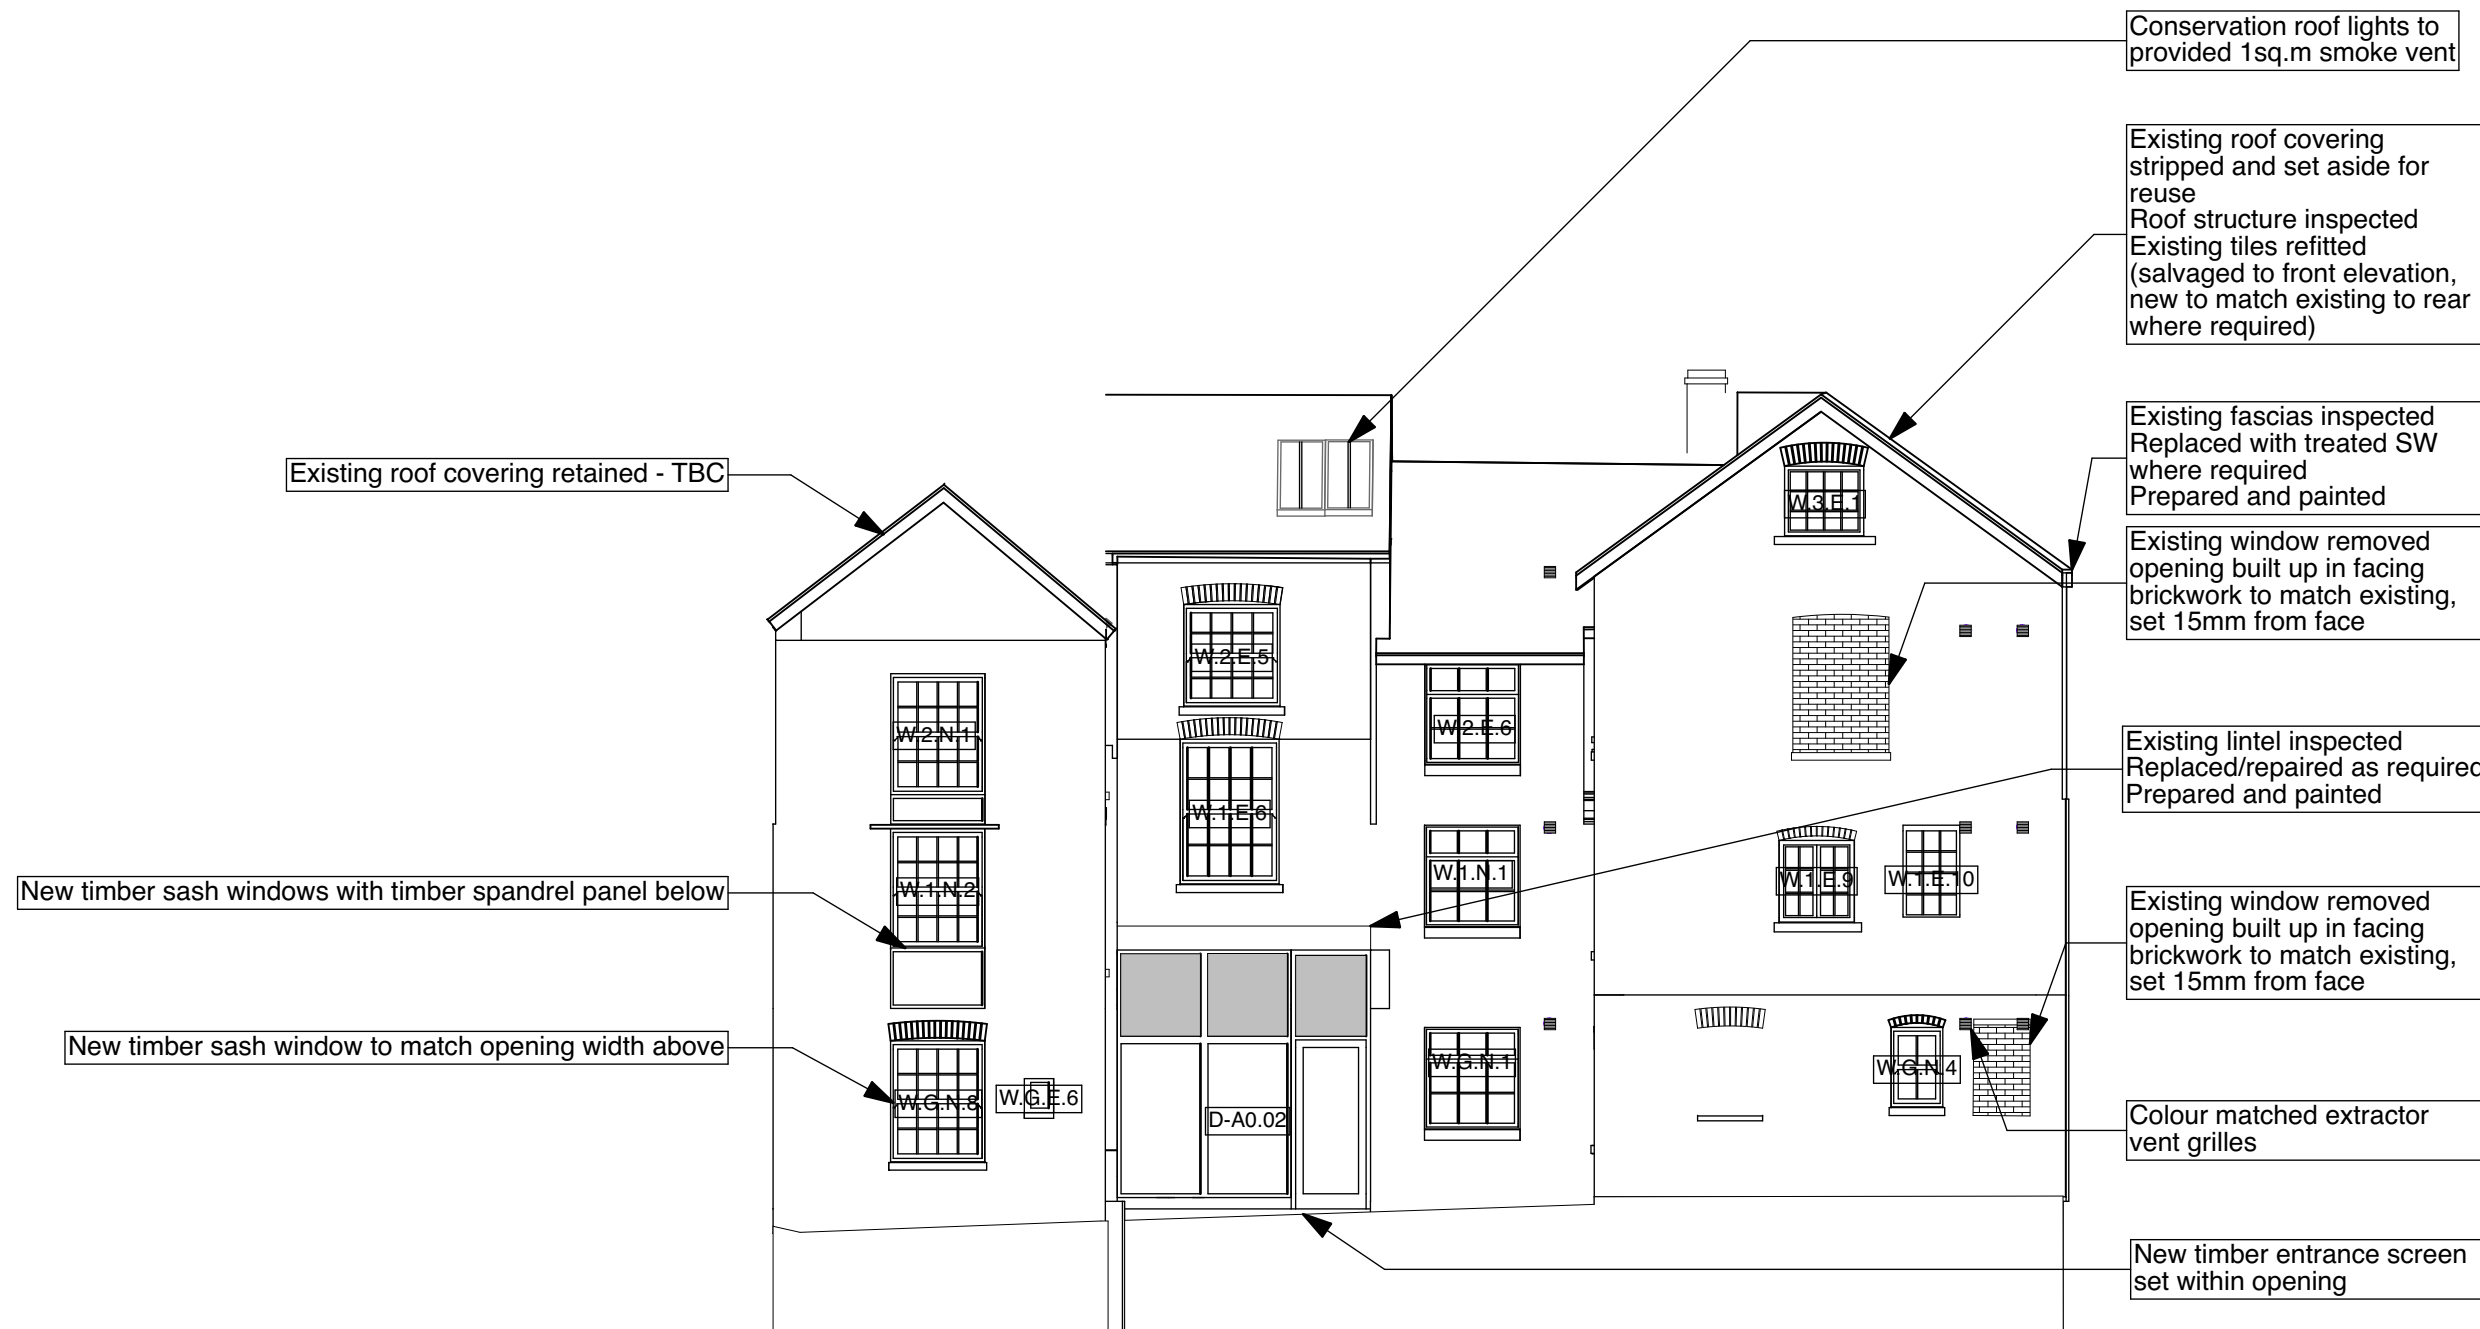 Conservation roof lights to
provided 1sq.m smoke vent
Existing roof covering
stripped and set aside for
reuse
Roof structure inspected
Existing tiles refitted
(salvaged to front elevation,
new to match existing to rear
where required)
Existing fascias inspected
Replaced with treated SW
where required
Prepared and painted
Existing roof covering retained - TBC
W.3.E.1
Existing window removed
opening built up in facing
brickwork to match existing,
set 15mm from face
W.2.E.5
W.2.N.1
W.2.E.6
Existing lintel inspected
Replaced/repaired as required
Prepared and painted
W.1.E.6
New timber sash windows with timber spandrel panel below
W.1.N.2
W.1.N.1
W.1.E.9
W.1.E.10
Existing window removed
opening built up in facing
brickwork to match existing,
set 15mm from face
New timber sash window to match opening width above
W.G.N.8
W.G.E.6
D-A0.02
W.G.N.1
W.G.N.4
Colour matched extractor
vent grilles
New timber entrance screen
set within opening